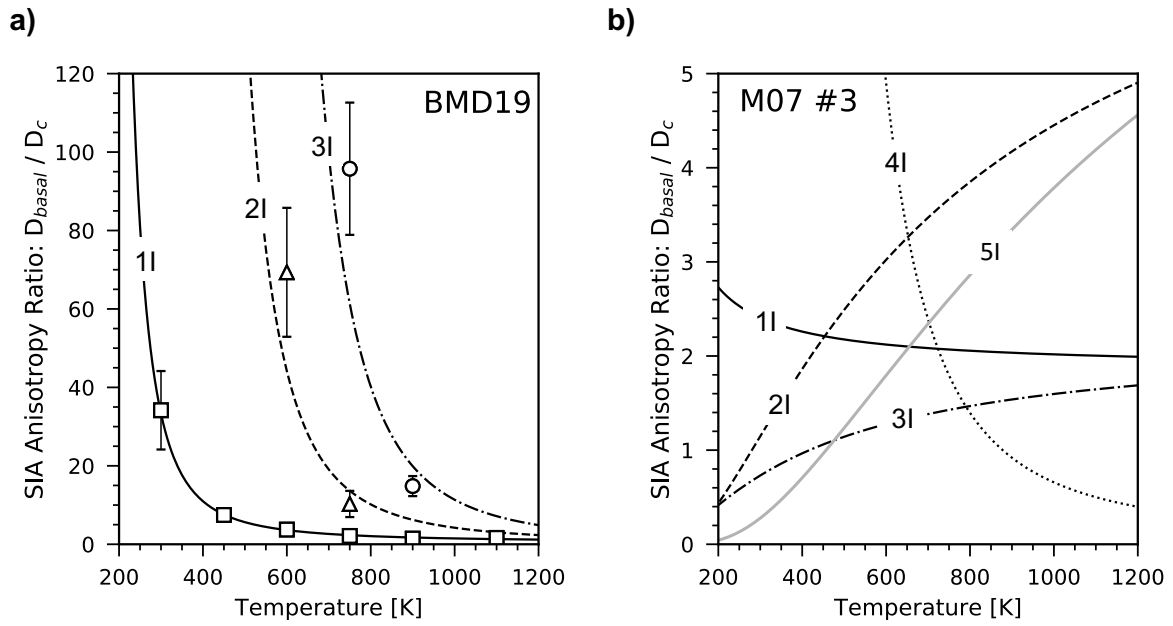 a)
120
100
80
60
40
20
0
SIA Anisotropy Ratio: D_basal / D_c
BMD19
1I
2I
3I
200 400 600 800 1000 1200
Temperature [K]
b)
5
4
3
2
1
0
SIA Anisotropy Ratio: D_basal / D_c
M07 #3
4I
5I
1I
2I
3I
200 400 600 800 1000 1200
Temperature [K]